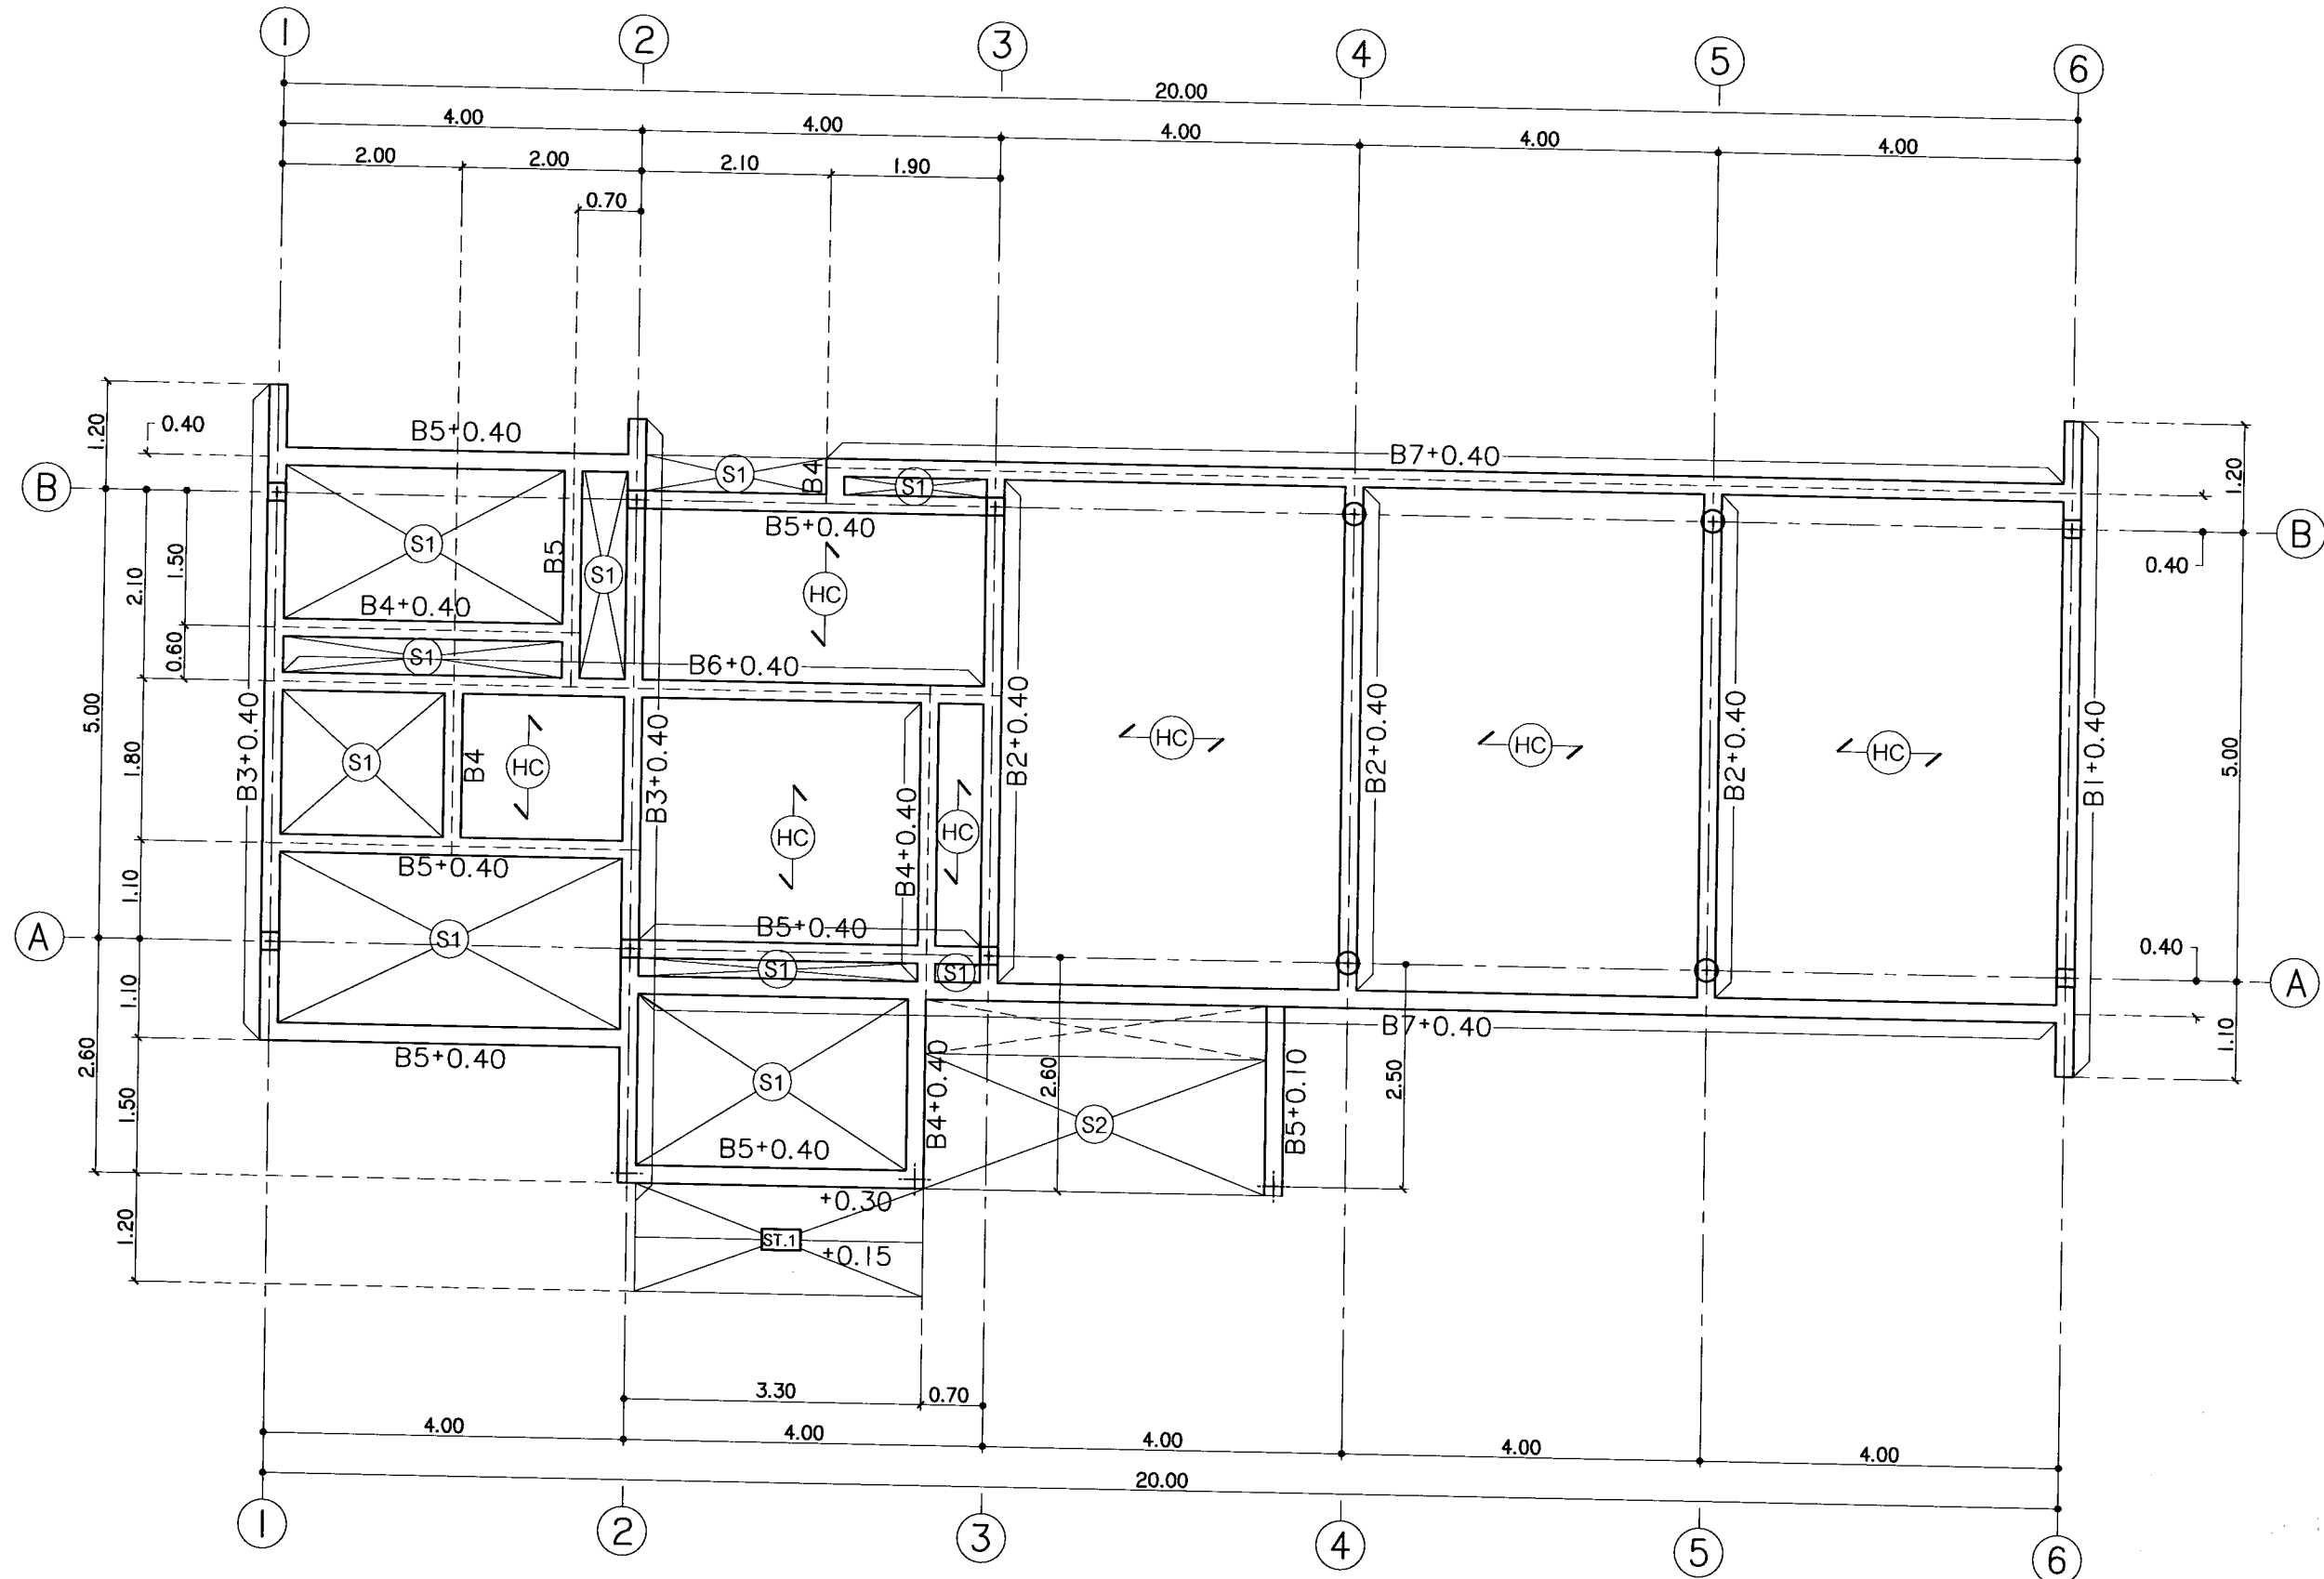 1
2
3
4
5
6
20.00
4.00
4.00
4.00
4.00
4.00
2.00
2.00
2.10
1.90
0.70
1.20
0.40
B5+0.40
B
S1
B4
S1
B7+0.40
1.20
B5+0.40
B
0.40
2.10
1.50
S1
B5
S1
HC
B4+0.40
0.60
S1
B6+0.40
5.00
1.80
B3+0.40
S1
B4
HC
B3+0.40
HC
B4+0.40
HC
B2+0.40
HC
B2+0.40
HC
B2+0.40
HC
B1+0.40
5.00
1.10
B5+0.40
A
S1
B5+0.40
S1
S1
0.40
A
1.10
B5+0.40
B7+0.40
1.10
2.60
1.50
S1
B5+0.40
B4+0.40
2.60
S2
B5+0.10
2.50
1.20
+0.30
ST.1
+0.15
3.30
0.70
4.00
4.00
4.00
4.00
4.00
20.00
1
2
3
4
5
6